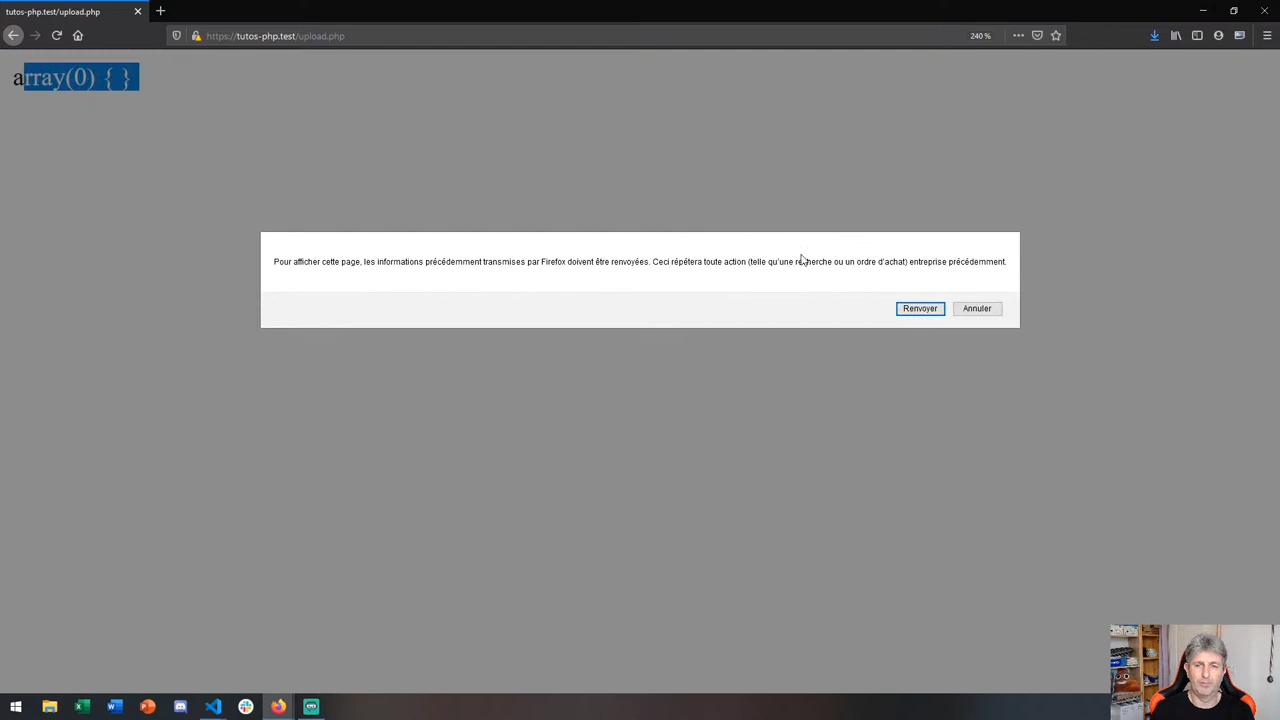 tutos-php.test/upload.php
https://tutos-php.test/upload.php
240 %
array(0) { }
Pour afficher cette page, les informations précédemment transmises par Firefox doivent être renvoyées. Ceci répétera toute action (telle qu'une recherche ou un ordre d'achat) entreprise précédemment.
Renvoyer
Annuler